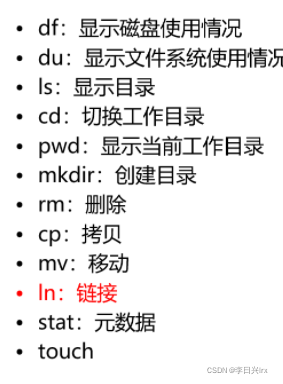 • df：显示磁盘使用情况
• du：显示文件系统使用情况
• ls：显示目录
• cd：切换工作目录
• pwd：显示当前工作目录
• mkdir：创建目录
• rm：删除
• cp：拷贝
• mv：移动
• ln：链接
• stat：元数据
• touch
CSDN @李日兴lrx